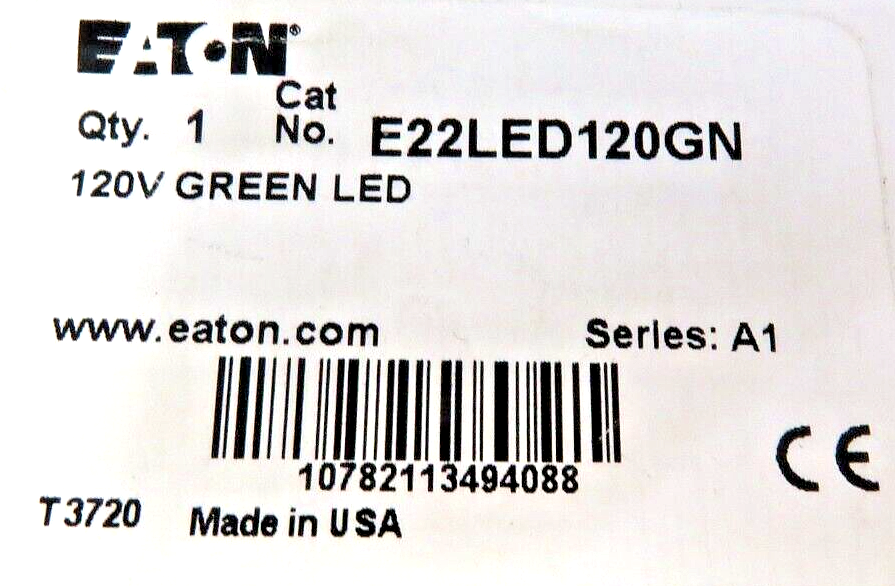 EATON®
Qty. 1 Cat No. E22LED120GN
120V GREEN LED
www.eaton.com Series: A1
10782113494088
CE
T3720 Made in USA